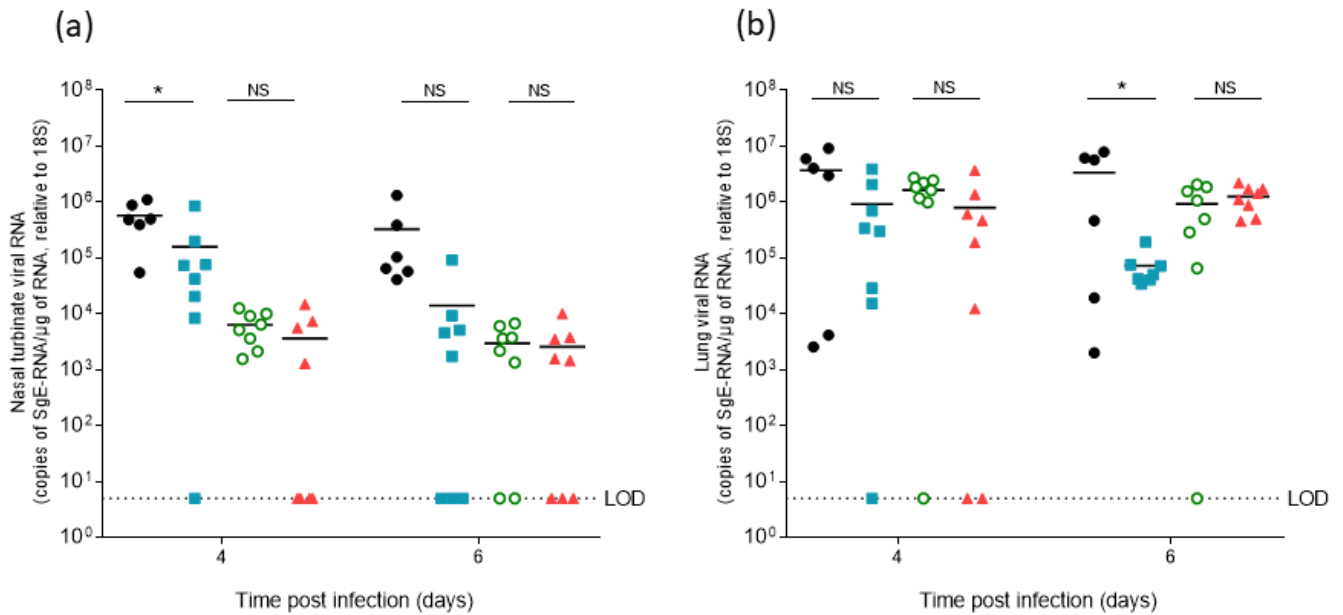 (a)
Nasal turbinate viral RNA
(copies of SgE-RNA/µg of RNA, relative to 18S)
10⁸
10⁷
10⁶
10⁵
10⁴
10³
10²
10¹
10⁰
* NS NS NS
LOD
4 6
Time post infection (days)
(b)
Lung viral RNA
(copies of SgE-RNA/µg of RNA, relative to 18S)
10⁸
10⁷
10⁶
10⁵
10⁴
10³
10²
10¹
10⁰
NS NS * NS
LOD
4 6
Time post infection (days)